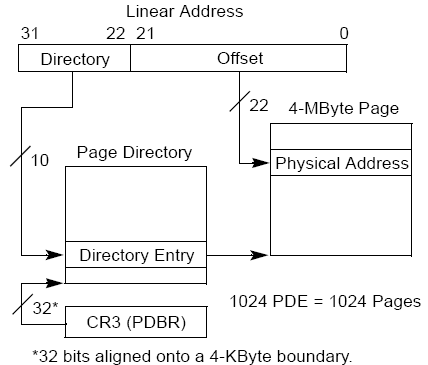 Linear Address
31 22 21 0
Directory Offset
22 4-MByte Page
10 Page Directory
Physical Address
Directory Entry
32*
CR3 (PDBR)
1024 PDE = 1024 Pages
*32 bits aligned onto a 4-KByte boundary.